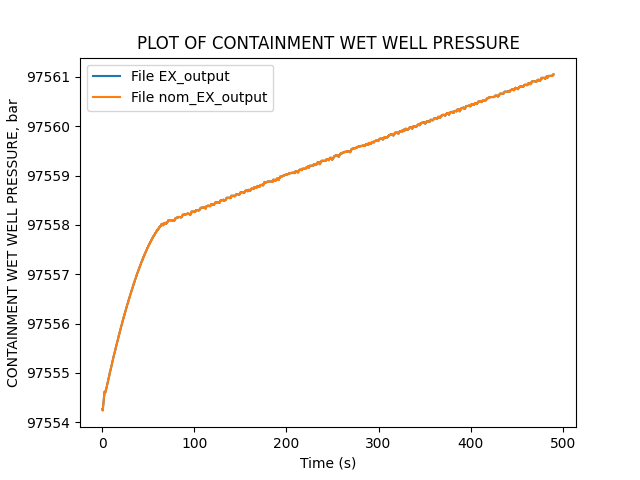 PLOT OF CONTAINMENT WET WELL PRESSURE
File EX_output
File nom_EX_output
CONTAINMENT WET WELL PRESSURE, bar
97561
97560
97559
97558
97557
97556
97555
97554
0 100 200 300 400 500
Time (s)